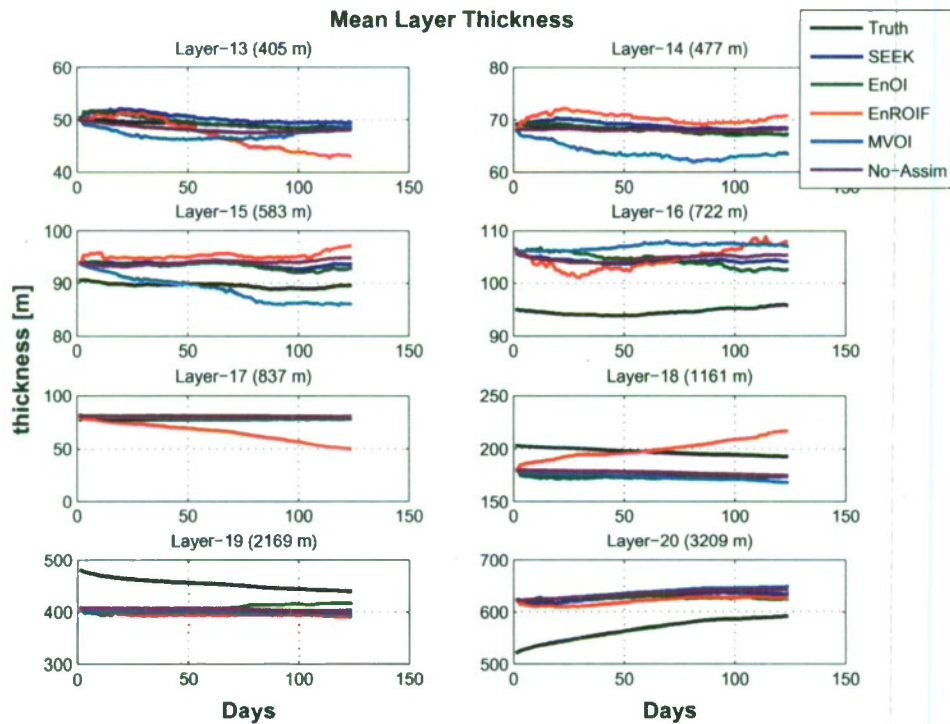 Mean Layer Thickness
Truth
SEEK
EnOI
EnROIF
MVOI
No-Assim
Layer-13 (405 m)
60
50
40
0 50 100 150
Layer-14 (477 m)
80
70
60
0 50 100 150
Layer-15 (583 m)
100
90
80
0 50 100 150
Layer-16 (722 m)
110
100
90
0 50 100 150
Layer-17 (837 m)
100
50
0
0 50 100 150
Layer-18 (1161 m)
250
200
150
0 50 100 150
Layer-19 (2169 m)
500
400
300
0 50 100 150
Layer-20 (3209 m)
700
600
500
0 50 100 150
thickness [m]
Days
Days